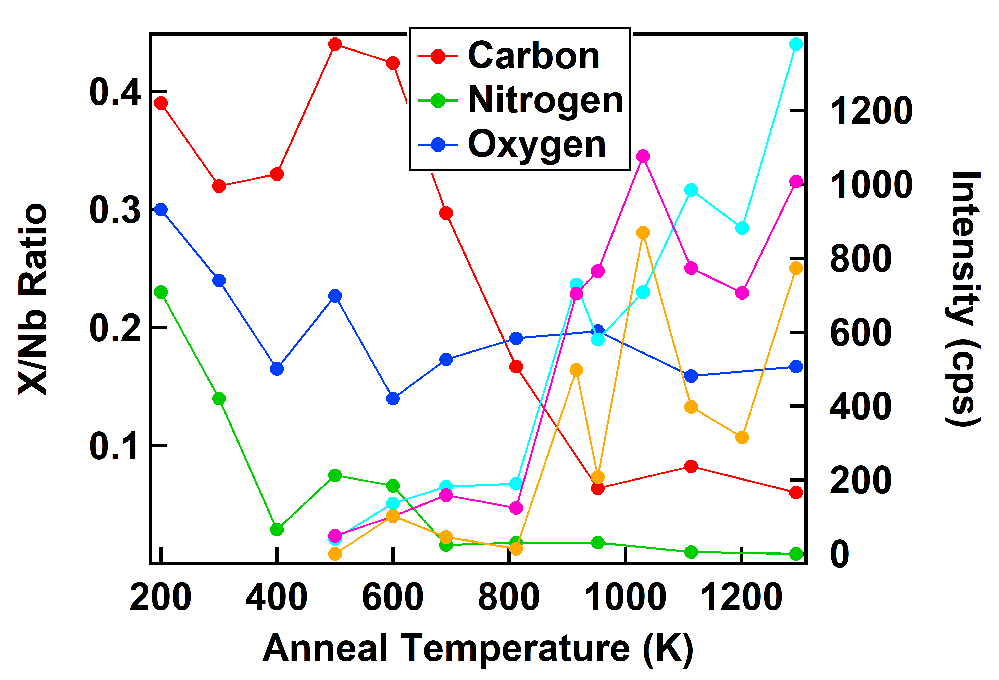 Carbon
Nitrogen
Oxygen
X/Nb Ratio
0.4
0.3
0.2
0.1
1200
1000
800
600
400
200
0
Intensity (cps)
200 400 600 800 1000 1200
Anneal Temperature (K)